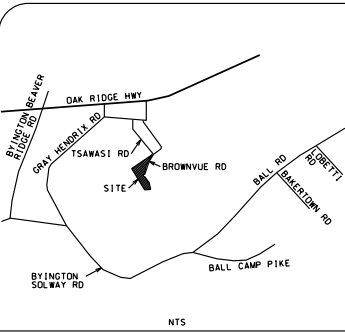 OAK RIDGE HWY
BYINGTON BEAVER
RIDGE RD
GRAY HENDRIX RD
TSAWASI RD
BROWNVUE RD
SITE
BALL RD
LOBETTI
RD
BAKERTOWN RD
BYINGTON
SOLWAY RD
BALL CAMP PIKE
NTS